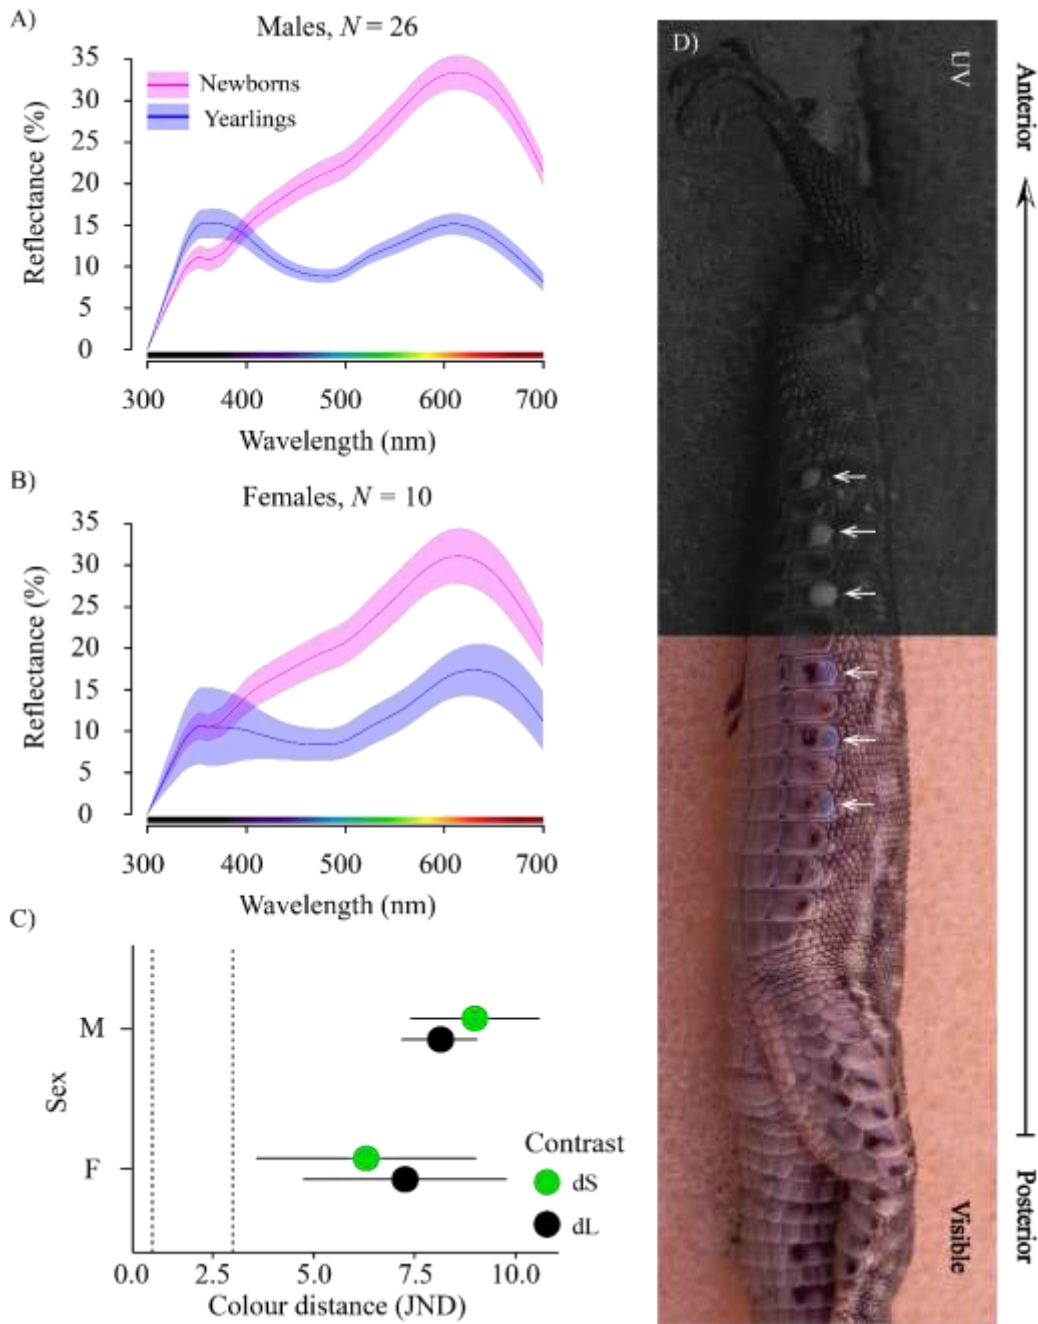 A)
Males, N = 26
35
30
25
20
15
10
5
0
Reflectance (%)
Newborns
Yearlings
300 400 500 600 700
Wavelength (nm)
B)
Females, N = 10
35
30
25
20
15
10
5
0
Reflectance (%)
300 400 500 600 700
Wavelength (nm)
C)
Sex
M
F
Contrast
dS
dL
0.0 2.5 5.0 7.5 10.0
Colour distance (JND)
D)
UV
Visible
Anterior
Posterior